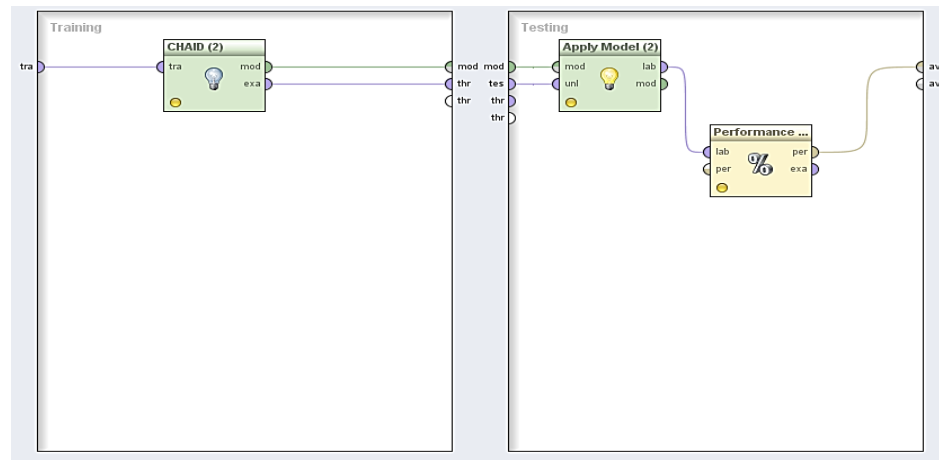 Training
Testing
CHAID (2)
Apply Model (2)
tra
tra
mod
mod
mod
mod
lab
av
exa
thr
tes
unl
mod
av
thr
thr
thr
Performance ...
lab
per
per
exa
%